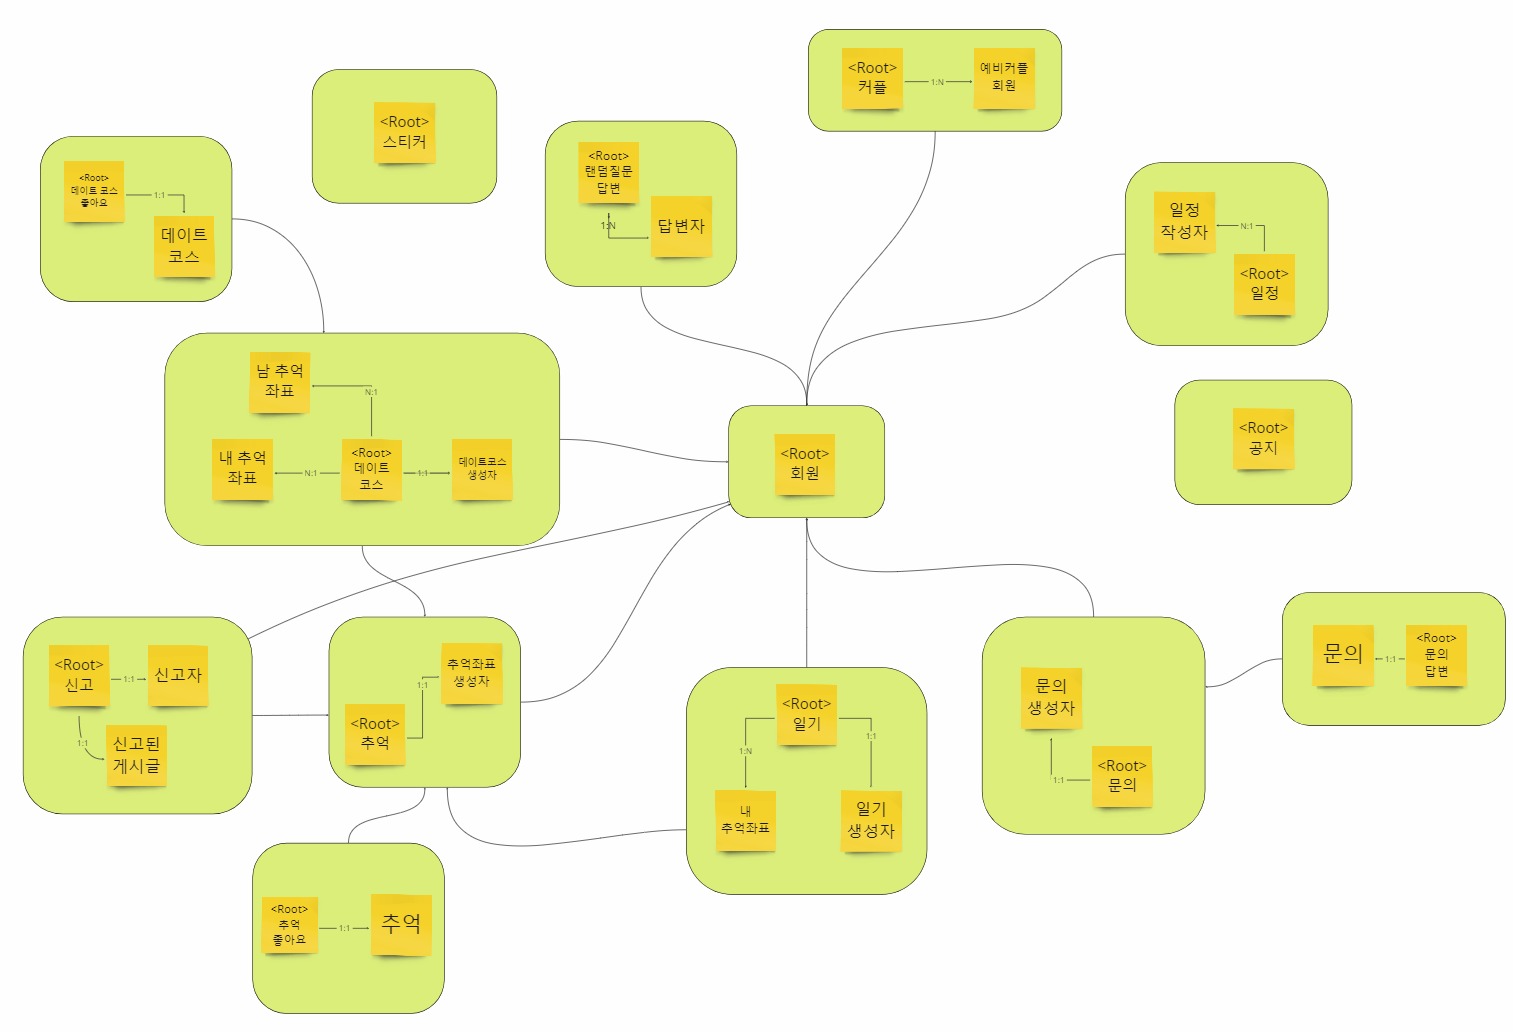 <Root>
커플
1:N
예비커플
회원
<Root>
스티커
<Root>
데이트 코스
좋아요
1:1
데이트
코스
<Root>
랜덤질문
답변
1:N
답변자
일정
작성자
N:1
<Root>
일정
남 추억
좌표
N:1
내 추억
좌표
N:1
<Root>
데이트
코스
1:1
데이트코스
생성자
<Root>
회원
<Root>
공지
<Root>
신고
1:1
신고자
1:1
신고된
게시글
추억좌표
생성자
1:1
<Root>
추억
<Root>
일기
1:N
1:1
내
추억좌표
일기
생성자
문의
생성자
1:1
<Root>
문의
문의
1:1
<Root>
문의
답변
<Root>
추억
좋아요
1:1
추억